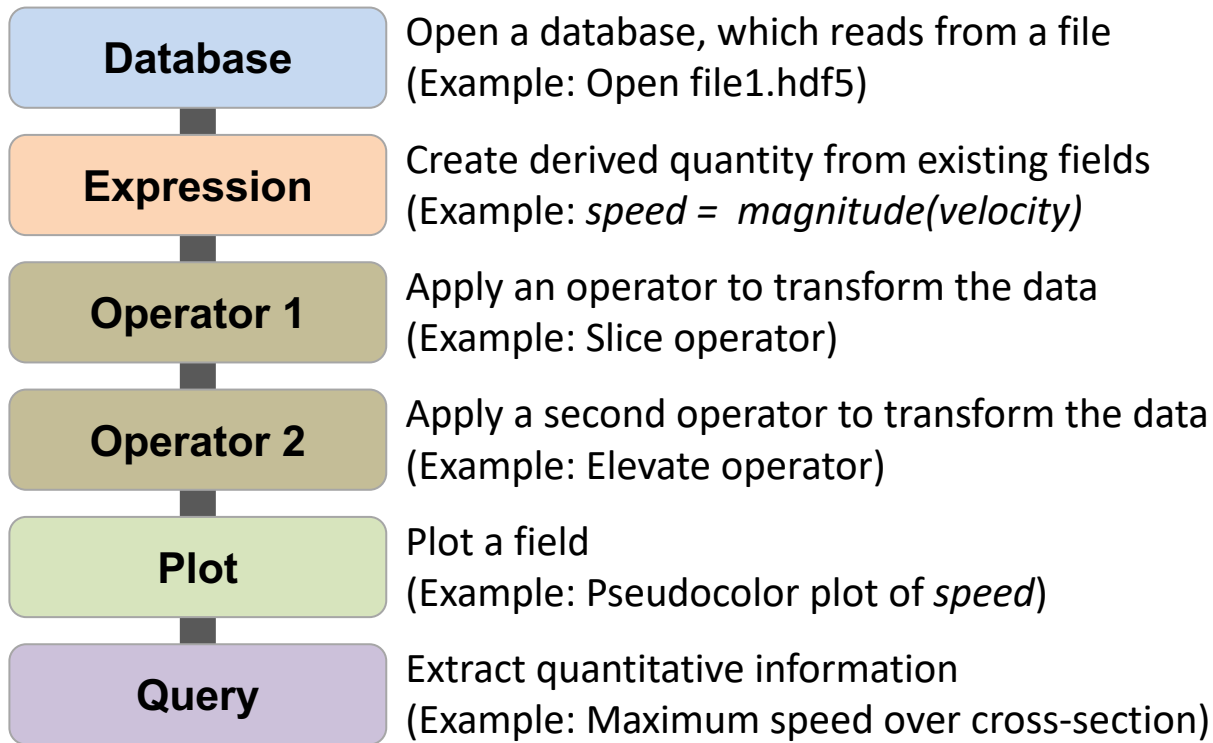 Database
Open a database, which reads from a file
(Example: Open file1.hdf5)
Expression
Create derived quantity from existing fields
(Example: speed =  magnitude(velocity)
Operator 1
Apply an operator to transform the data
(Example: Slice operator)
Operator 2
Apply a second operator to transform the data
(Example: Elevate operator)
Plot
Plot a field
(Example: Pseudocolor plot of speed)
Query
Extract quantitative information
(Example: Maximum speed over cross-section)